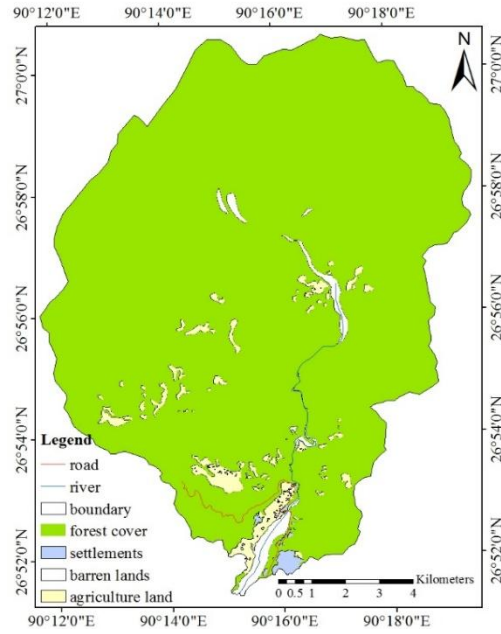 90°12'0"E 90°14'0"E 90°16'0"E 90°18'0"E
N
27°0'0"N 27°0'0"N
26°58'0"N 26°58'0"N
26°56'0"N 26°56'0"N
26°54'0"N 26°54'0"N
Legend
road
river
boundary
forest cover
settlements
barren lands
agriculture land
26°52'0"N 26°52'0"N
Kilometers
0 0.5 1 2 3 4
90°12'0"E 90°14'0"E 90°16'0"E 90°18'0"E